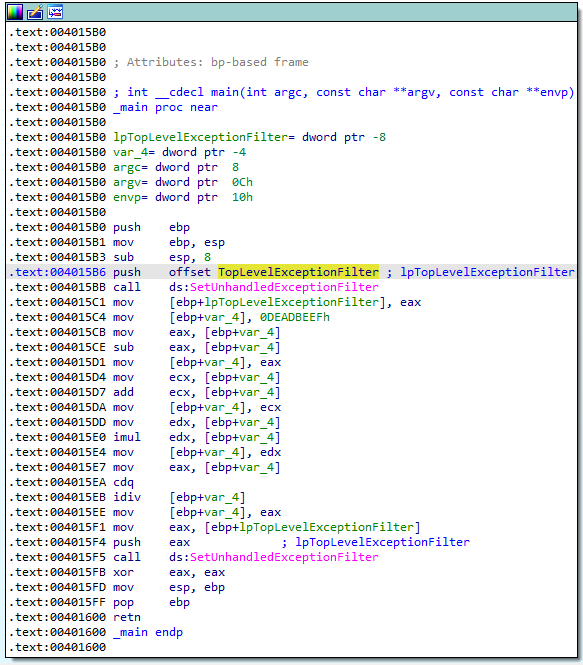 .text:004015B0
.text:004015B0
.text:004015B0 ; Attributes: bp-based frame
.text:004015B0
.text:004015B0 ; int __cdecl main(int argc, const char **argv, const char **envp)
.text:004015B0 _main proc near
.text:004015B0
.text:004015B0 lpTopLevelExceptionFilter= dword ptr -8
.text:004015B0 var_4= dword ptr -4
.text:004015B0 argc= dword ptr  8
.text:004015B0 argv= dword ptr  0Ch
.text:004015B0 envp= dword ptr  10h
.text:004015B0
.text:004015B0 push    ebp
.text:004015B1 mov     ebp, esp
.text:004015B3 sub     esp, 8
.text:004015B6 push    offset TopLevelExceptionFilter ; lpTopLevelExceptionFilter
.text:004015BB call    ds:SetUnhandledExceptionFilter
.text:004015C1 mov     [ebp+lpTopLevelExceptionFilter], eax
.text:004015C4 mov     [ebp+var_4], 0DEADBEEFh
.text:004015CB mov     eax, [ebp+var_4]
.text:004015CE sub     eax, [ebp+var_4]
.text:004015D1 mov     [ebp+var_4], eax
.text:004015D4 mov     ecx, [ebp+var_4]
.text:004015D7 add     ecx, [ebp+var_4]
.text:004015DA mov     [ebp+var_4], ecx
.text:004015DD mov     edx, [ebp+var_4]
.text:004015E0 imul    edx, [ebp+var_4]
.text:004015E4 mov     [ebp+var_4], edx
.text:004015E7 mov     eax, [ebp+var_4]
.text:004015EA cdq
.text:004015EB idiv    [ebp+var_4]
.text:004015EE mov     [ebp+var_4], eax
.text:004015F1 mov     eax, [ebp+lpTopLevelExceptionFilter]
.text:004015F4 push    eax             ; lpTopLevelExceptionFilter
.text:004015F5 call    ds:SetUnhandledExceptionFilter
.text:004015FB xor     eax, eax
.text:004015FD mov     esp, ebp
.text:004015FF pop     ebp
.text:00401600 retn
.text:00401600 _main endp
.text:00401600